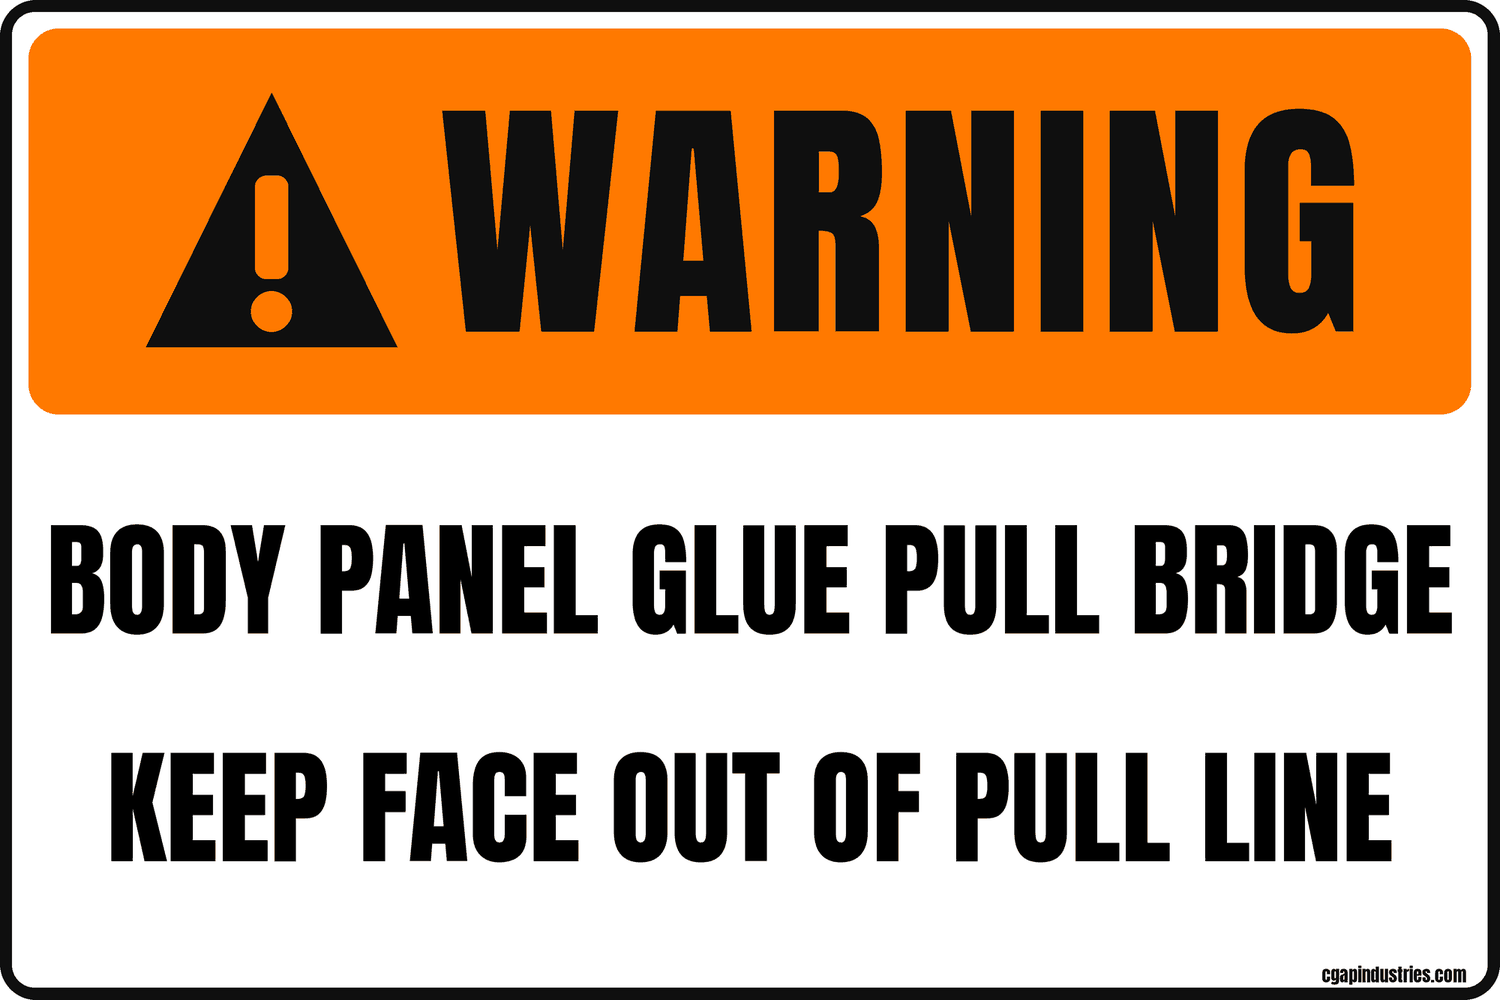 WARNING
BODY PANEL GLUE PULL BRIDGE
KEEP FACE OUT OF PULL LINE
cgapindustries.com